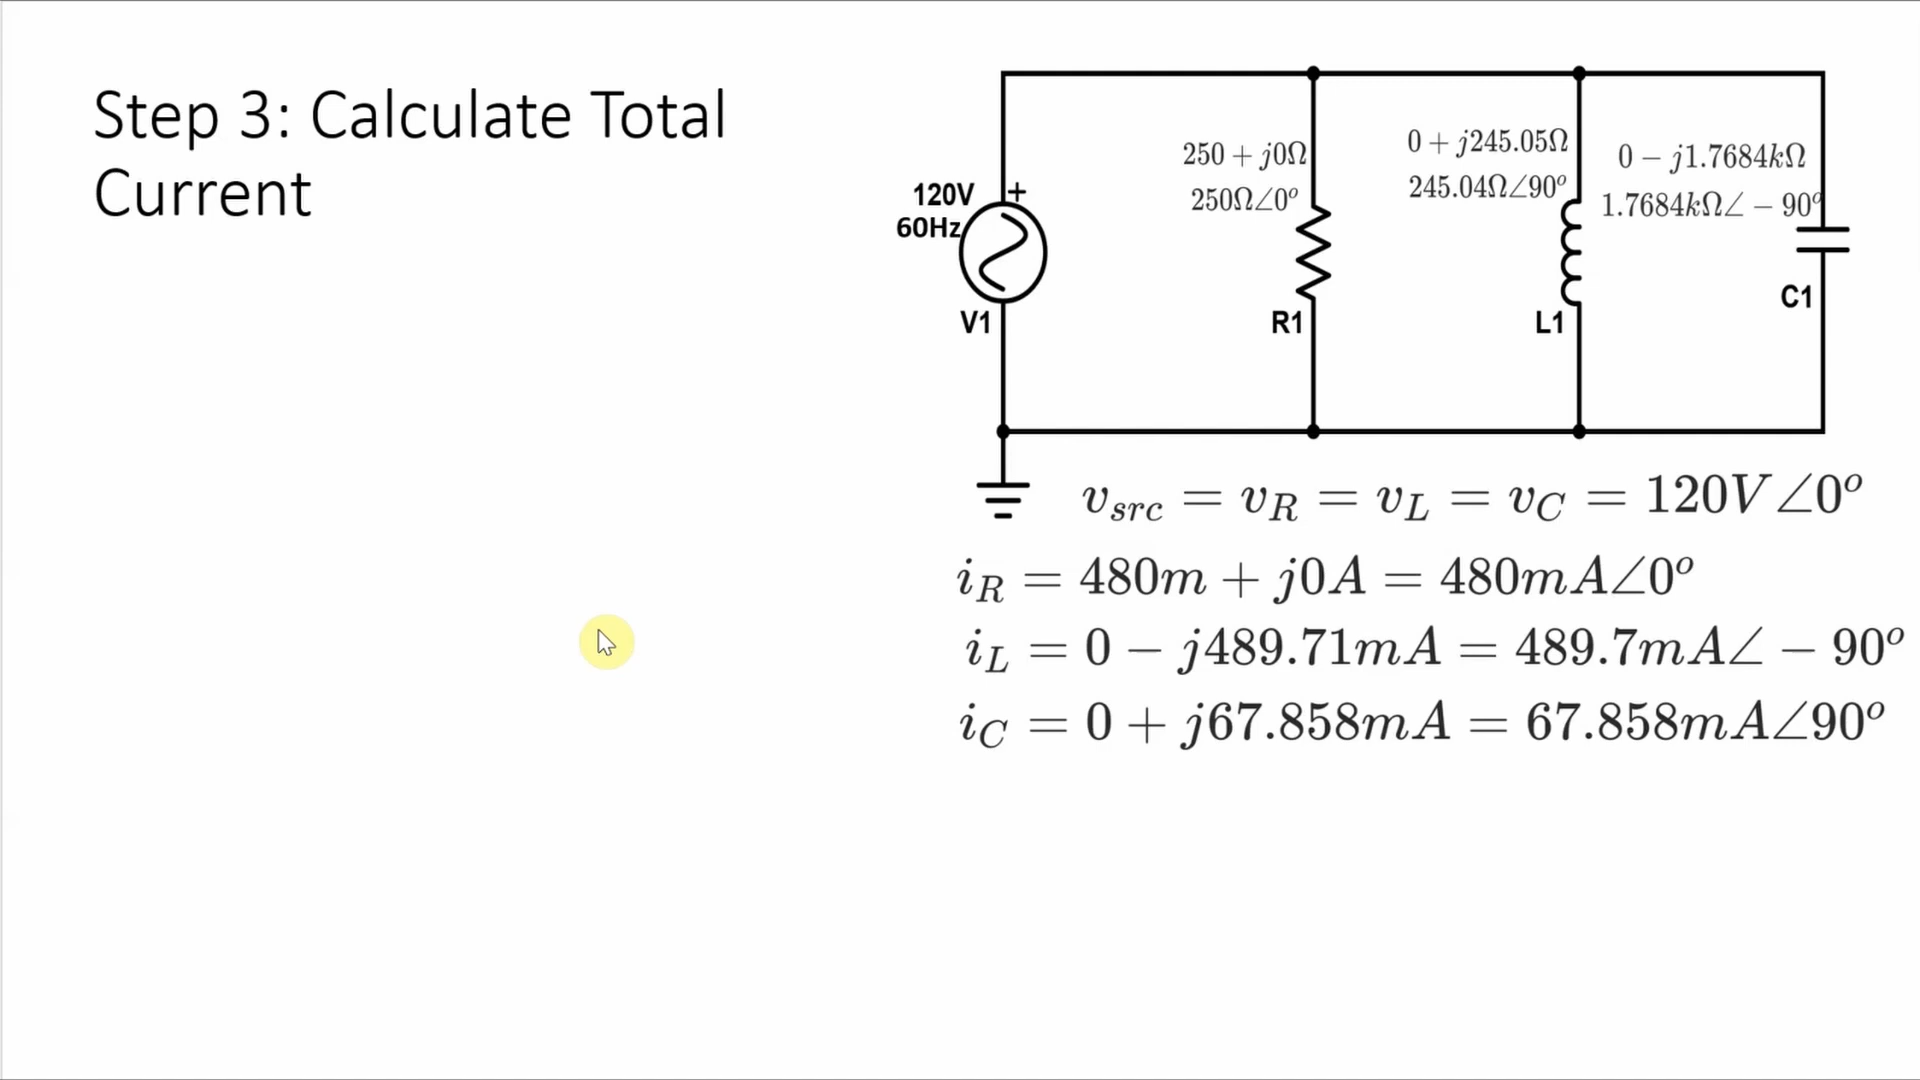 Step 3: Calculate Total
Current
120V
60Hz
+
V1
250 + j0Ω
250Ω∠0°
R1
0 + j245.05Ω
245.04Ω∠90°
L1
0 − j1.7684kΩ
1.7684kΩ∠ − 90°
C1
v_src = v_R = v_L = v_C = 120V∠0°
i_R = 480m + j0A = 480mA∠0°
i_L = 0 − j489.71mA = 489.7mA∠ − 90°
i_C = 0 + j67.858mA = 67.858mA∠90°